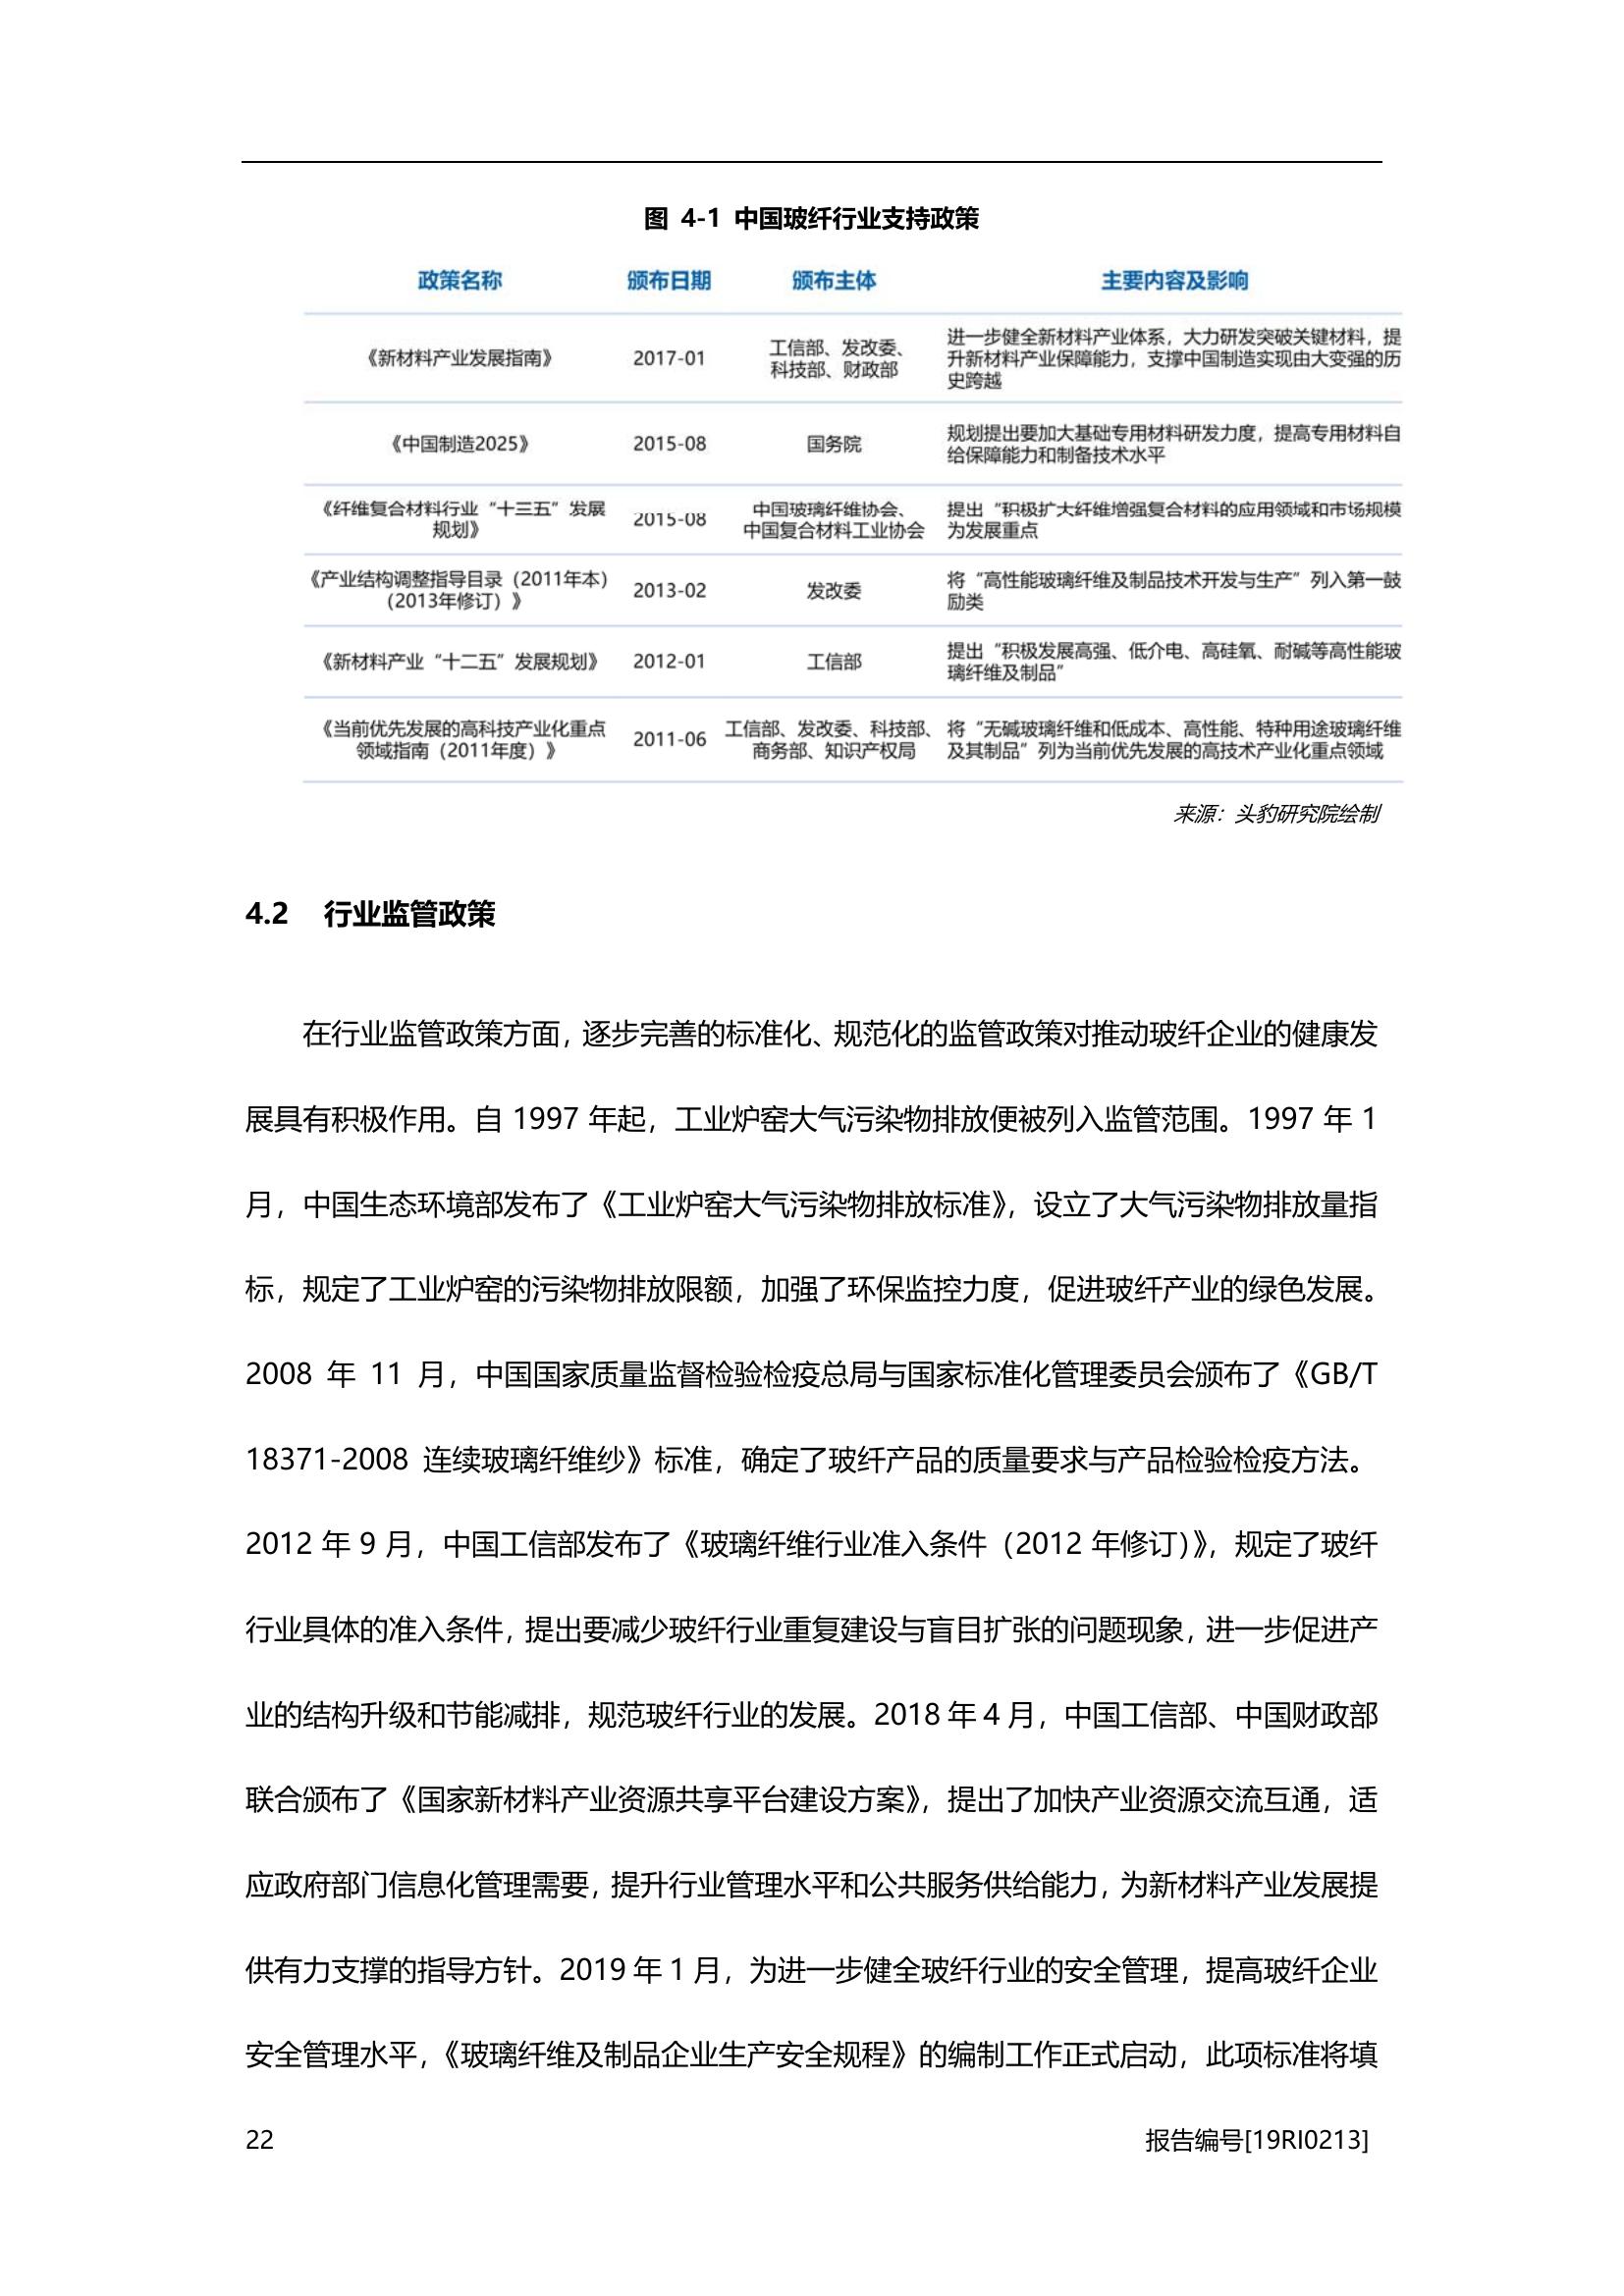 图 4-1 中国玻纤行业支持政策
政策名称 颁布日期 颁布主体 主要内容及影响
《新材料产业发展指南》 2017-01 工信部、发改委、
科技部、财政部
进一步健全新材料产业体系，大力研发突破关键材料，提
升新材料产业保障能力，支撑中国制造实现由大变强的历
史跨越
《中国制造2025》 2015-08 国务院
规划提出要加大基础专用材料研发力度，提高专用材料自
给保障能力和制备技术水平
《纤维复合材料行业“十三五”发展
规划》
2015-08
中国玻璃纤维协会、
中国复合材料工业协会
提出“积极扩大纤维增强复合材料的应用领域和市场规模
为发展重点
《产业结构调整指导目录（2011年本）
（2013年修订）》
2013-02
发改委
将“高性能玻璃纤维及制品技术开发与生产”列入第一鼓
励类
《新材料产业“十二五”发展规划》 2012-01 工信部
提出“积极发展高强、低介电、高硅氧、耐碱等高性能玻
璃纤维及制品”
《当前优先发展的高科技产业化重点
领域指南（2011年度）》
2011-06
工信部、发改委、科技部、
商务部、知识产权局
将“无碱玻璃纤维和低成本、高性能、特种用途玻璃纤维
及其制品”列为当前优先发展的高技术产业化重点领域
来源：头豹研究院绘制
4.2 行业监管政策
在行业监管政策方面，逐步完善的标准化、规范化的监管政策对推动玻纤企业的健康发
展具有积极作用。自 1997 年起，工业炉窑大气污染物排放便被列入监管范围。1997 年 1
月，中国生态环境部发布了《工业炉窑大气污染物排放标准》，设立了大气污染物排放量指
标，规定了工业炉窑的污染物排放限额，加强了环保监控力度，促进玻纤产业的绿色发展。
2008 年 11 月，中国国家质量监督检验检疫总局与国家标准化管理委员会颁布了《GB/T
18371-2008 连续玻璃纤维纱》标准，确定了玻纤产品的质量要求与产品检验检疫方法。
2012 年 9 月，中国工信部发布了《玻璃纤维行业准入条件（2012 年修订）》，规定了玻纤
行业具体的准入条件，提出要减少玻纤行业重复建设与盲目扩张的问题现象，进一步促进产
业的结构升级和节能减排，规范玻纤行业的发展。2018 年 4 月，中国工信部、中国财政部
联合颁布了《国家新材料产业资源共享平台建设方案》，提出了加快产业资源交流互通，适
应政府部门信息化管理需要，提升行业管理水平和公共服务供给能力，为新材料产业发展提
供有力支撑的指导方针。2019 年 1 月，为进一步健全玻纤行业的安全管理，提高玻纤企业
安全管理水平，《玻璃纤维及制品企业生产安全规程》的编制工作正式启动，此项标准将填
22 报告编号[19RI0213]